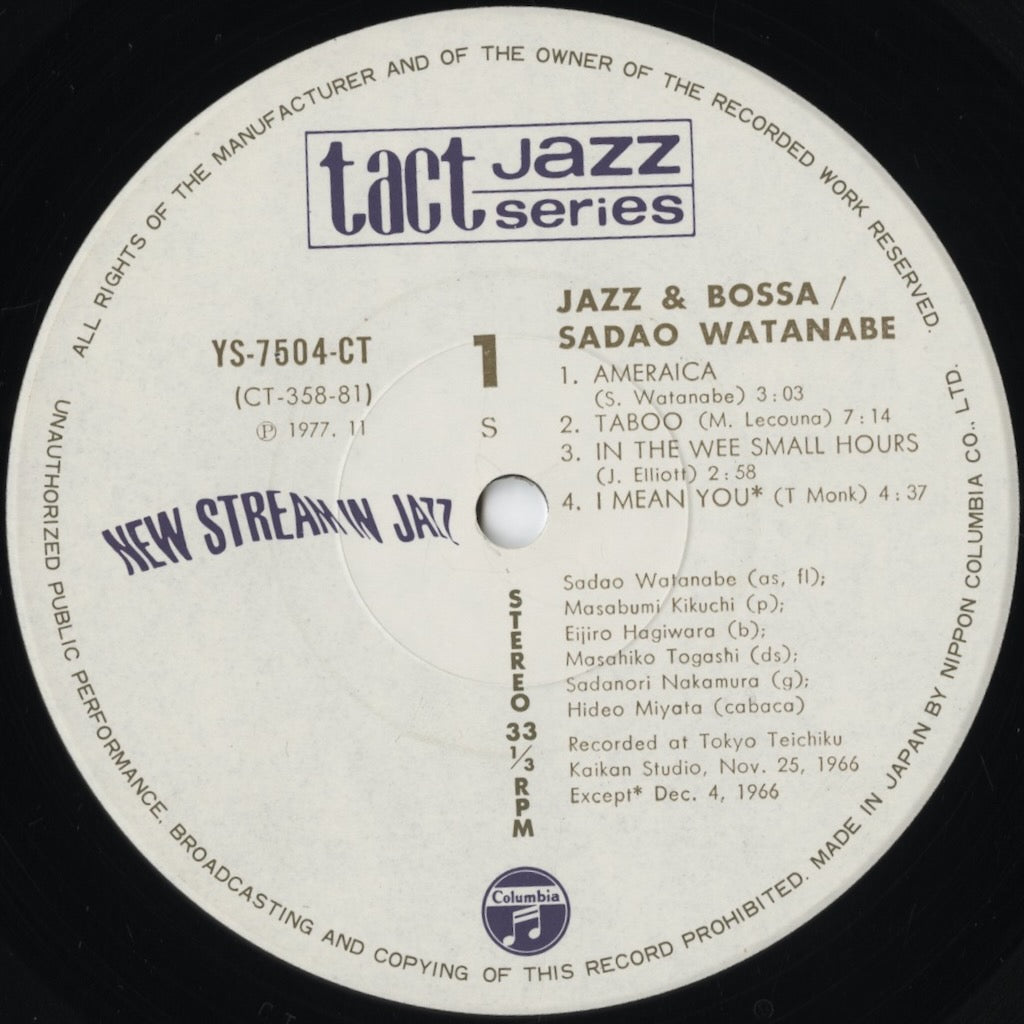 ALL RIGHTS OF THE MANUFACTURER AND OF THE OWNER OF THE RECORDED WORK RESERVED.
tact Jazz series
JAZZ & BOSSA /
SADAO WATANABE
YS-7504-CT
(CT-358-81)
℗ 1977. 11
1
S
1. AMERAICA
(S. Watanabe) 3:03
2. TABOO (M. Lecouna) 7:14
3. IN THE WEE SMALL HOURS
(J. Elliott) 2:58
4. I MEAN YOU* (T Monk) 4:37
NEW STREAM IN JAZZ
Sadao Watanabe (as, fl);
Masabumi Kikuchi (p);
Eijiro Hagiwara (b);
Masahiko Togashi (ds);
Sadanori Nakamura (g);
Hideo Miyata (cabaca)
Recorded at Tokyo Teichiku
Kaikan Studio, Nov. 25, 1966
Except* Dec. 4, 1966
STEREO 33 1/3 RPM
Columbia
UNAUTHORIZED PUBLIC PERFORMANCE, BROADCASTING AND COPYING OF THIS RECORD PROHIBITED. MADE IN JAPAN BY NIPPON COLUMBIA CO., LTD.